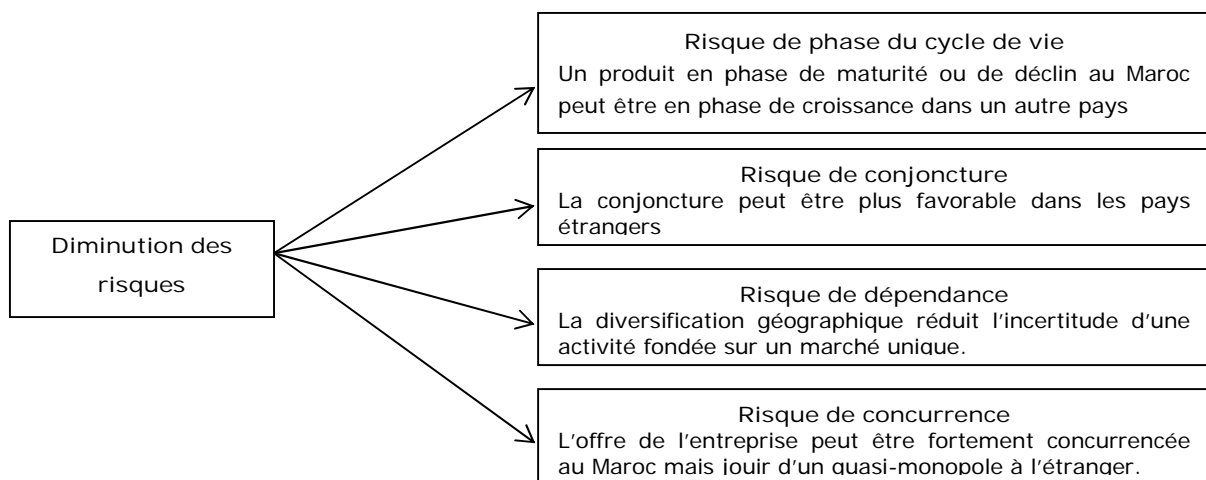 Risque de phase du cycle de vie
Un produit en phase de maturité ou de déclin au Maroc
peut être en phase de croissance dans un autre pays
Risque de conjoncture
La conjoncture peut être plus favorable dans les pays
étrangers
Diminution des
risques
Risque de dépendance
La diversification géographique réduit l'incertitude d'une
activité fondée sur un marché unique.
Risque de concurrence
L'offre de l'entreprise peut être fortement concurrencée
au Maroc mais jouir d'un quasi-monopole à l'étranger.